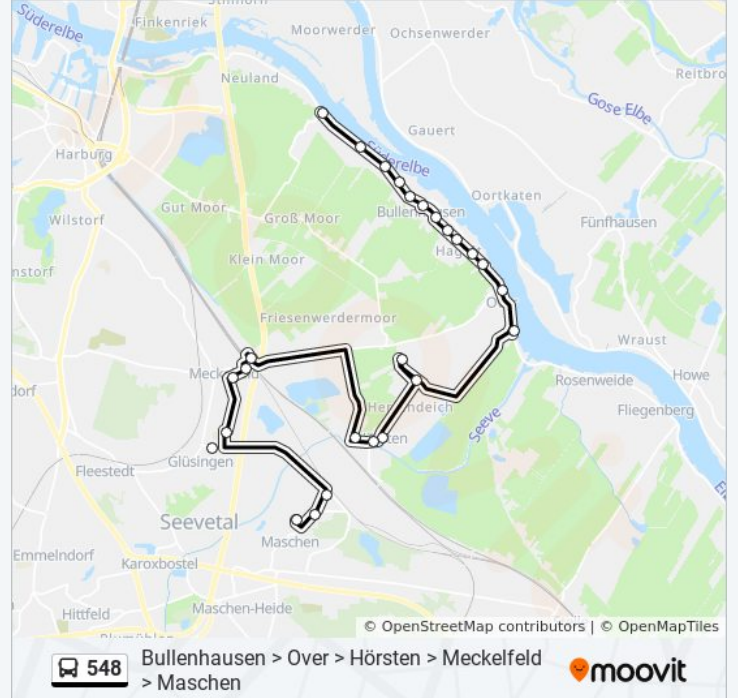 Stillhorn
Süderelbe
Finkenriek
Moorwerder
Ochsenwerder
Neuland
Reitbro
Gose Elbe
Gauert
Süderelbe
Harburg
Oortkaten
Gut Moor
Bullenhausen
Groß Moor
Fünfhausen
Wilstorf
nstorf
Klein Moor
Friesenwerdermoor
Wraust
Howe
Rosenweide
dorf
Fliegenberg
Seeve
Glüsingen
Fleestedt
Seevetal
Maschen
Emmelndorf
Karoxbostel
Hittfeld
Maschen-Heide
© OpenStreetMap contributors | © OpenMapTiles
548
Bullenhausen > Over > Hörsten > Meckelfeld
> Maschen
moovit